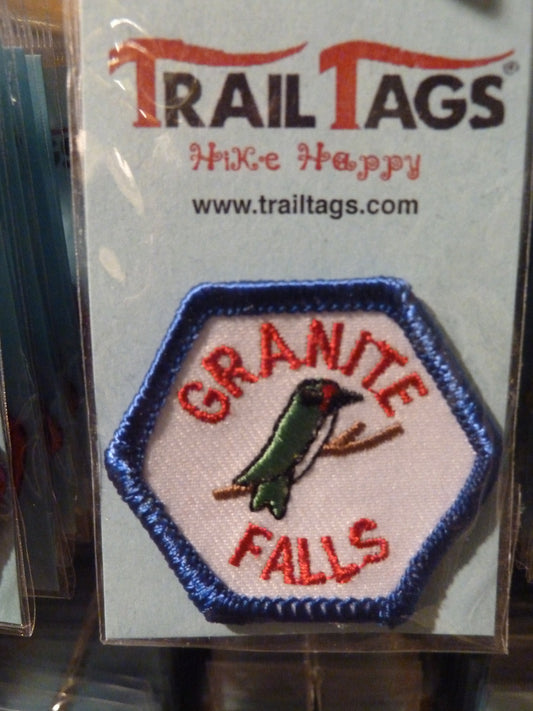 TRAIL TAGS®
Hike Happy
www.trailtags.com
GRANITE
FALLS